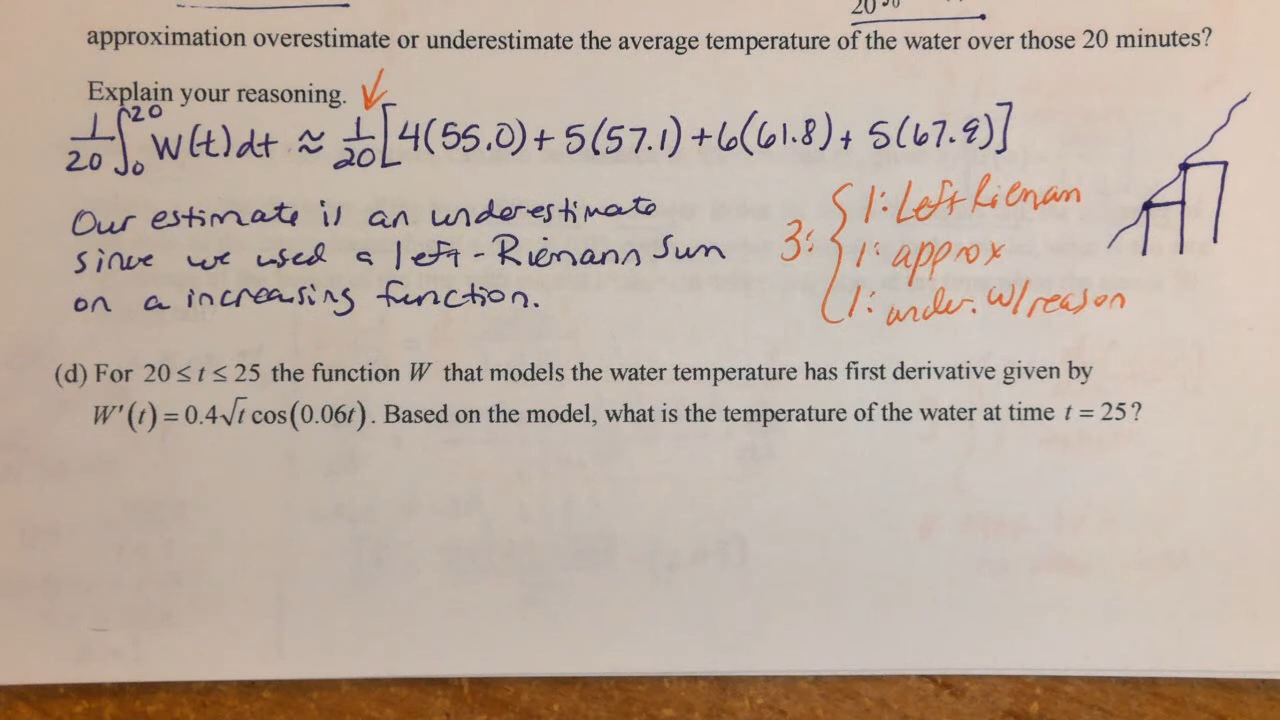 20
approximation overestimate or underestimate the average temperature of the water over those 20 minutes?
Explain your reasoning.
1/20 ∫₀²⁰ W(t)dt ≈ 1/20 [4(55.0) + 5(57.1) + 6(61.8) + 5(67.9)]
Our estimate is an underestimate
since we used a left-Riemann Sum
on a increasing function.
3: { 1: Left Rieman
1: approx
1: under. w/reason
(d) For 20 ≤ t ≤ 25 the function W that models the water temperature has first derivative given by
W′(t) = 0.4√t cos(0.06t). Based on the model, what is the temperature of the water at time t = 25?